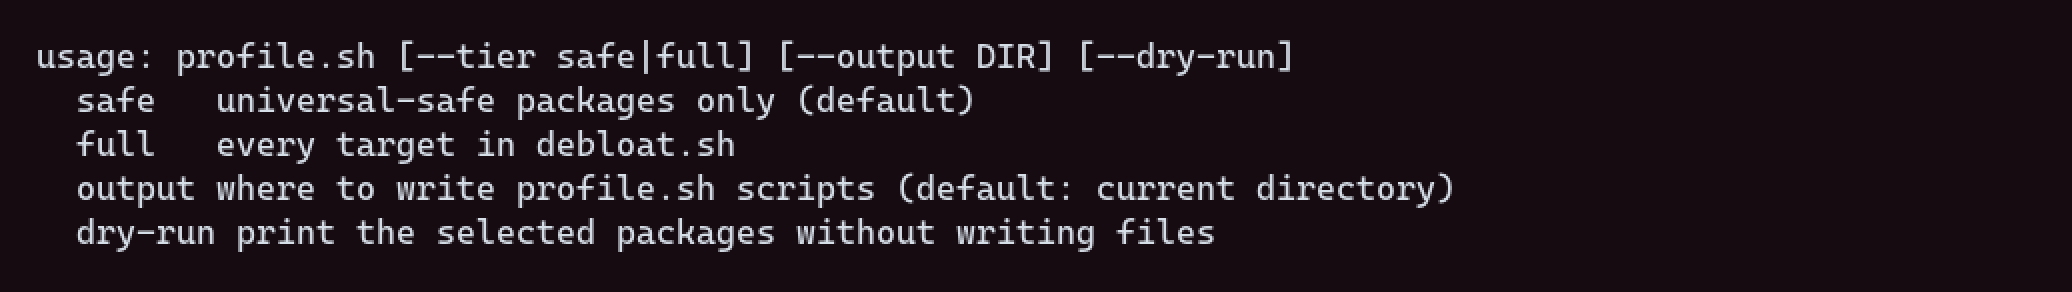 usage: profile.sh [--tier safe|full] [--output DIR] [--dry-run]
  safe   universal-safe packages only (default)
  full   every target in debloat.sh
  output where to write profile.sh scripts (default: current directory)
  dry-run print the selected packages without writing files